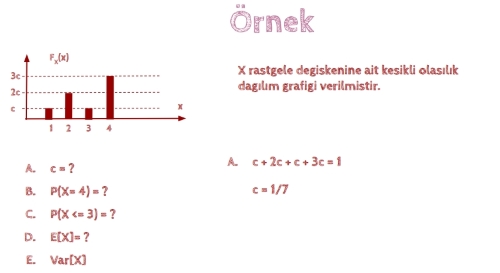 Örnek
F_x(x)
3c
2c
c
x
1 2 3 4
X rastgele degiskenine ait kesikli olasılık
dagılım grafigi verilmistir.
A. c = ?
B. P(X= 4) = ?
C. P(X <= 3) = ?
D. E[X]= ?
E. Var[X]
A. c + 2c + c + 3c = 1
c = 1/7